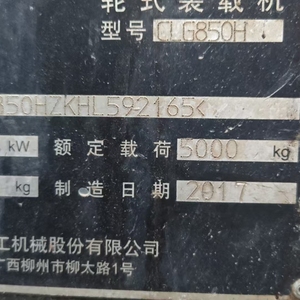 轮式装载机
型号 CLG850H
850HZKHL592165<
kW 额定载荷 5000 kg
kg 制造日期 2017
工机械股份有限公司
广西柳州市柳太路1号